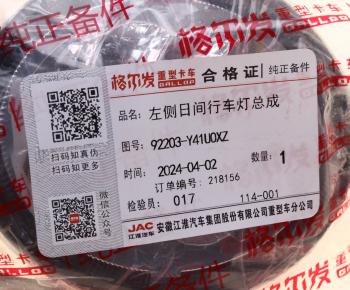 纯正备件
格尔发 重型卡车
GALLOP
格尔发 重型卡车 GALLOP 合格证 纯正备件
品名: 左侧日间行车灯总成
图号: 92203-Y41U0XZ
扫码知真伪
扫码知更多
时间: 2024-04-02 数量: 1
订单编号: 218156
检验员: 017 114-001
微信公众号
JAC 江淮汽车 安徽江淮汽车集团股份有限公司重型车分公司